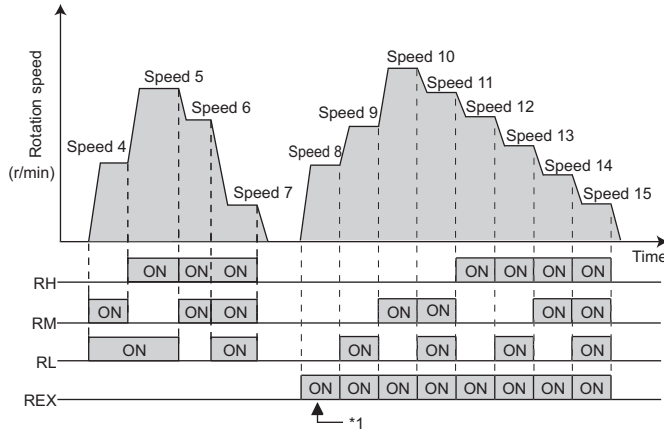 Rotation speed
(r/min)
Speed 4
Speed 5
Speed 6
Speed 7
Speed 8
Speed 9
Speed 10
Speed 11
Speed 12
Speed 13
Speed 14
Speed 15
Time
RH ON ON ON ON ON ON ON
RM ON ON ON ON ON ON ON
RL ON ON ON ON ON ON
REX ON ON ON ON ON ON ON ON
*1